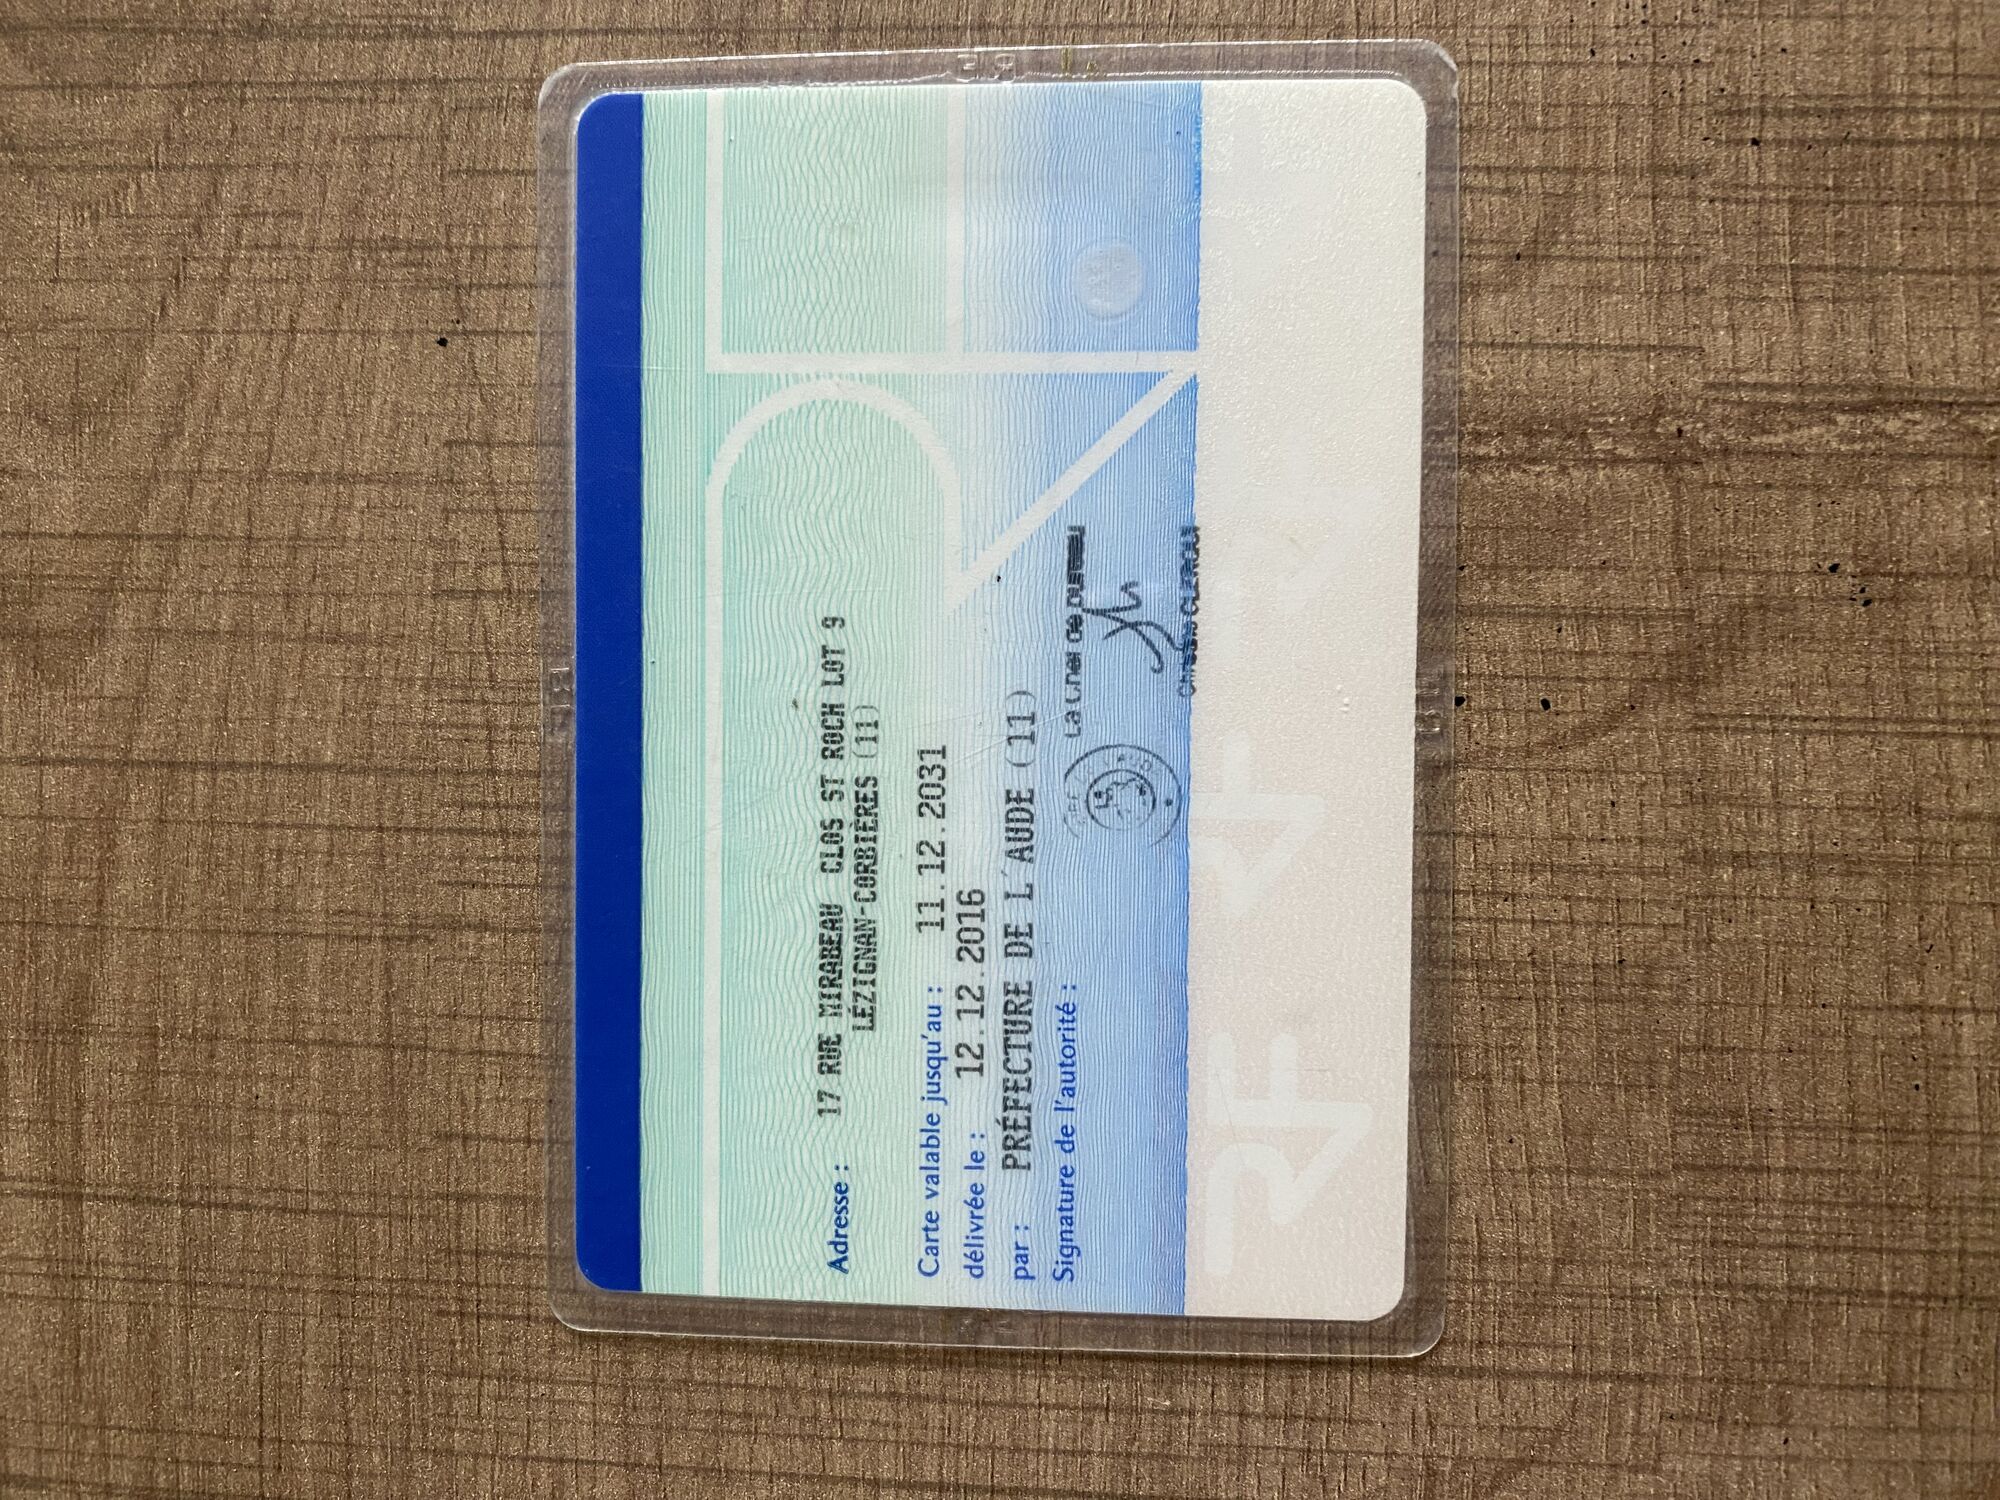 Adresse : 17 RUE MIRABEAU CLOS ST ROCH LOT 9
LÉZIGNAN-CORBIÈRES (11)
Carte valable jusqu'au : 11.12.2031
délivrée le : 12.12.2016
par : PRÉFECTURE DE L'AUDE (11)
Signature de l'autorité :
RF RF